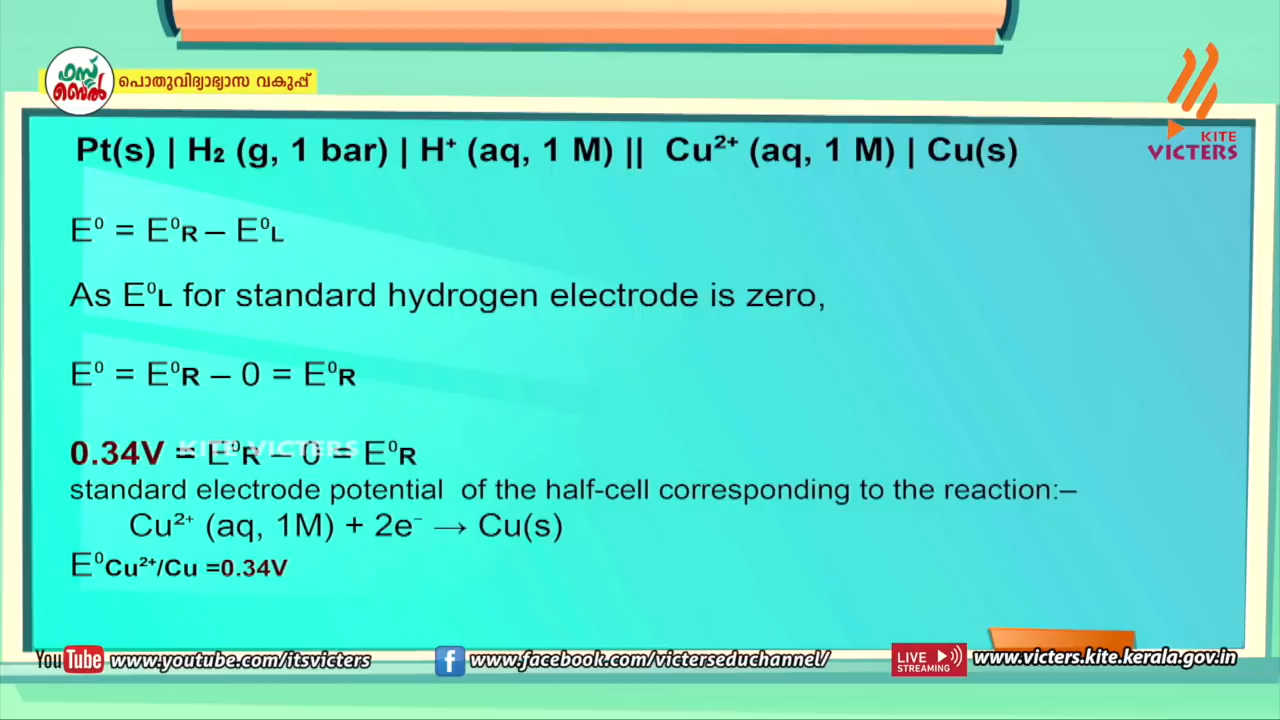 ഫസ്റ്റ്
ബെൽ
പൊതുവിദ്യാഭ്യാസ വകുപ്പ്
KITE
VICTERS
Pt(s) | H₂ (g, 1 bar) | H⁺ (aq, 1 M) || Cu²⁺ (aq, 1 M) | Cu(s)
E⁰ = E⁰R – E⁰L
As E⁰L for standard hydrogen electrode is zero,
E⁰ = E⁰R – 0 = E⁰R
KITE VICTERS
0.34V = E⁰R – 0 = E⁰R
standard electrode potential of the half-cell corresponding to the reaction:–
Cu²⁺ (aq, 1M) + 2e⁻ → Cu(s)
E⁰Cu²⁺/Cu =0.34V
YouTube www.youtube.com/itsvicters
f www.facebook.com/victerseduchannel/
LIVE
STREAMING
www.victers.kite.kerala.gov.in